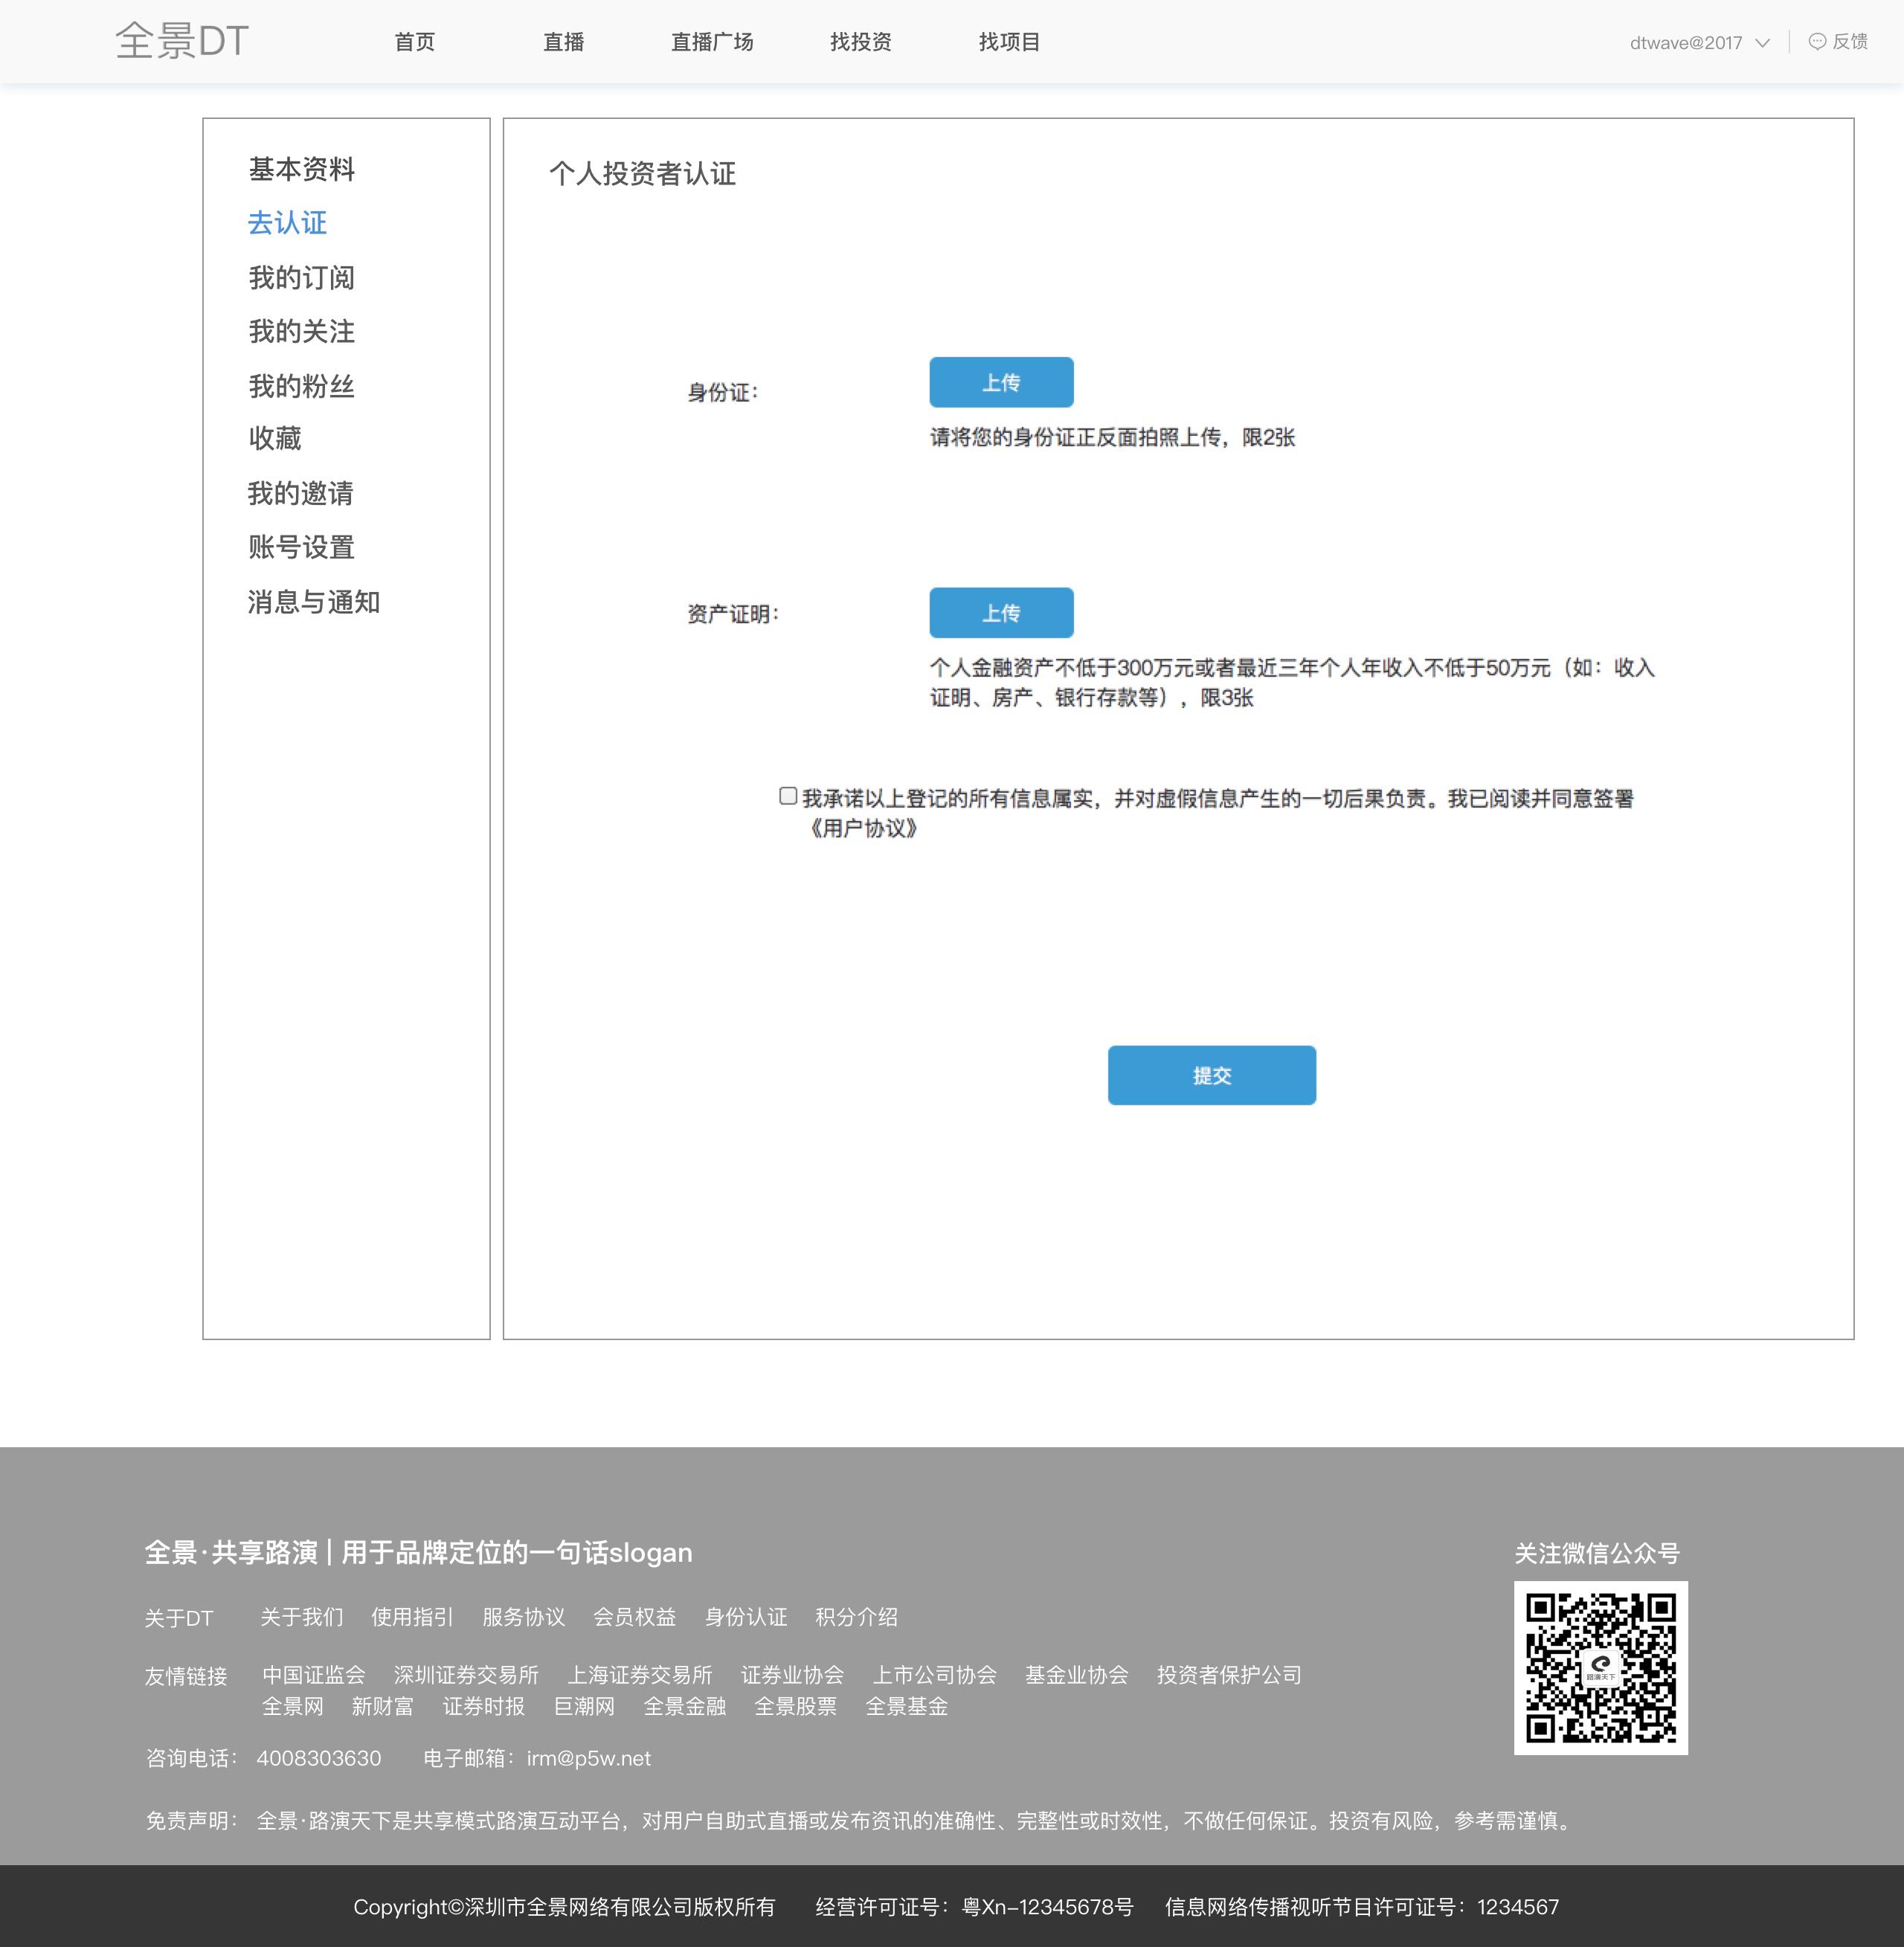 全景DT
首页
直播
直播广场
找投资
找项目
dtwave@2017
反馈
基本资料
去认证
我的订阅
我的关注
我的粉丝
收藏
我的邀请
账号设置
消息与通知
个人投资者认证
身份证：
上传
请将您的身份证正反面拍照上传，限2张
资产证明：
上传
个人金融资产不低于300万元或者最近三年个人年收入不低于50万元（如：收入
证明、房产、银行存款等），限3张
我承诺以上登记的所有信息属实，并对虚假信息产生的一切后果负责。我已阅读并同意签署
《用户协议》
提交
全景·共享路演 | 用于品牌定位的一句话slogan
关于DT 关于我们 使用指引 服务协议 会员权益 身份认证 积分介绍
友情链接 中国证监会 深圳证券交易所 上海证券交易所 证券业协会 上市公司协会 基金业协会 投资者保护公司
全景网 新财富 证券时报 巨潮网 全景金融 全景股票 全景基金
咨询电话： 4008303630 电子邮箱：irm@p5w.net
免责声明： 全景·路演天下是共享模式路演互动平台，对用户自助式直播或发布资讯的准确性、完整性或时效性，不做任何保证。投资有风险，参考需谨慎。
关注微信公众号
路演天下
Copyright©深圳市全景网络有限公司版权所有 经营许可证号：粤Xn-12345678号 信息网络传播视听节目许可证号：1234567